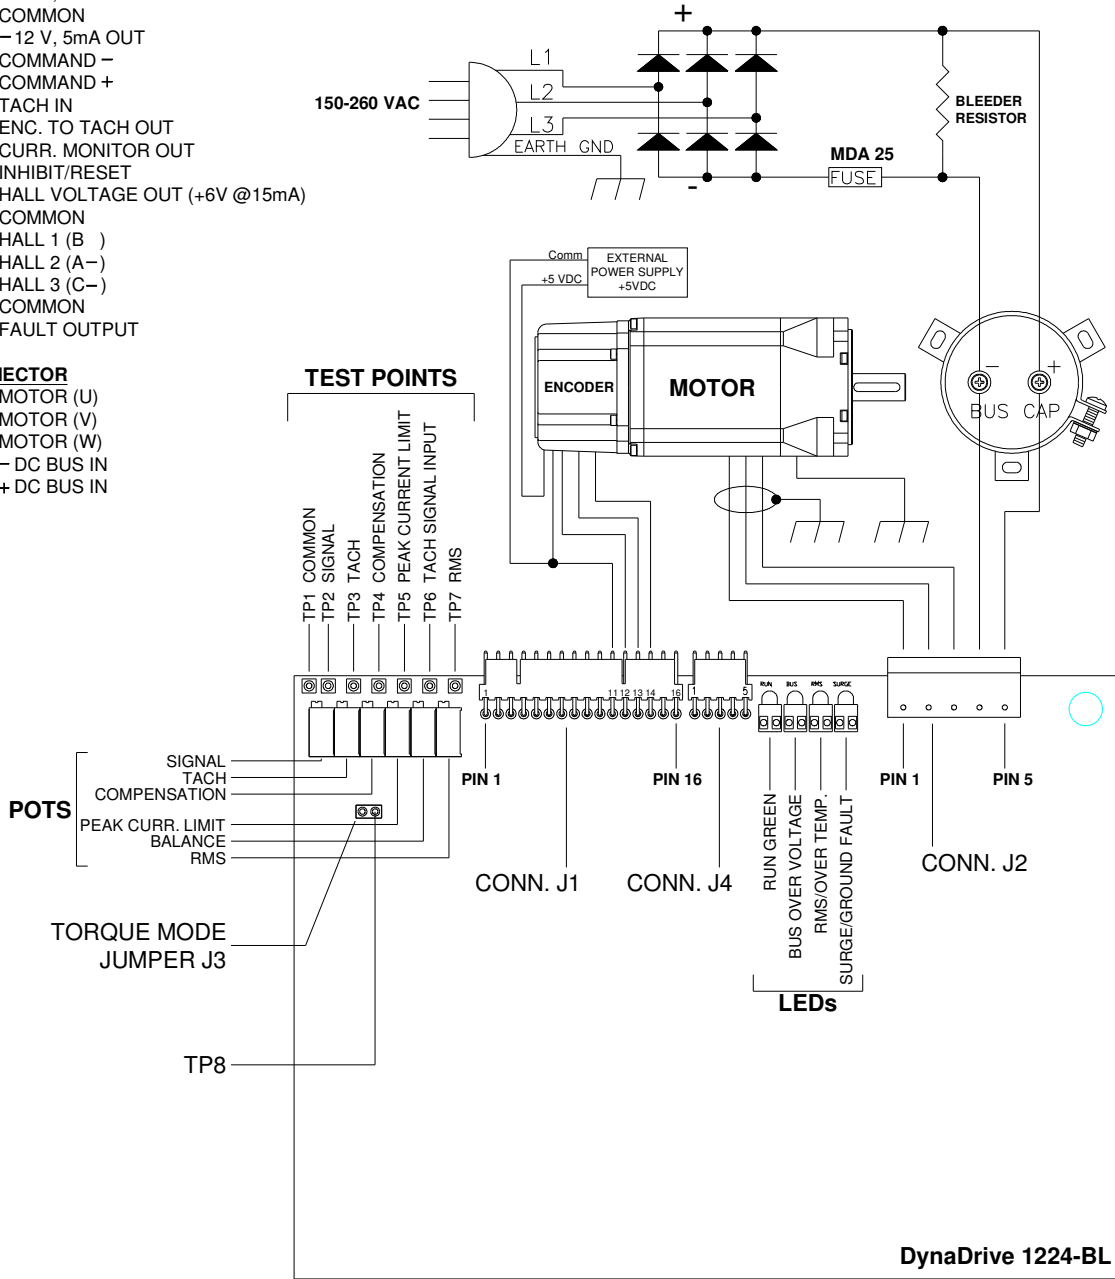 COMMON
−12 V, 5mA OUT
COMMAND −
COMMAND +
TACH IN
ENC. TO TACH OUT
CURR. MONITOR OUT
INHIBIT/RESET
HALL VOLTAGE OUT (+6V @15mA)
COMMON
HALL 1 (B )
HALL 2 (A−)
HALL 3 (C−)
COMMON
FAULT OUTPUT
NECTOR
MOTOR (U)
MOTOR (V)
MOTOR (W)
− DC BUS IN
+ DC BUS IN
150-260 VAC
L1
L2
L3
EARTH GND
+
-
MDA 25
FUSE
BLEEDER
RESISTOR
Comm
+5 VDC
EXTERNAL
POWER SUPPLY
+5VDC
ENCODER
MOTOR
− +
BUS CAP
TEST POINTS
TP1 COMMON
TP2 SIGNAL
TP3 TACH
TP4 COMPENSATION
TP5 PEAK CURRENT LIMIT
TP6 TACH SIGNAL INPUT
TP7 RMS
1 11 12 13 14 16
1 5
RUN BUS RMS SURGE
PIN 1
PIN 16
PIN 1
PIN 5
POTS
SIGNAL
TACH
COMPENSATION
PEAK CURR. LIMIT
BALANCE
RMS
CONN. J1
CONN. J4
CONN. J2
RUN GREEN
BUS OVER VOLTAGE
RMS/OVER TEMP.
SURGE/GROUND FAULT
LEDs
TORQUE MODE
JUMPER J3
TP8
DynaDrive 1224-BL